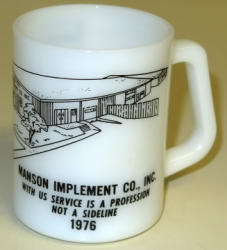 MANSON IMPLEMENT CO., INC.
WITH US SERVICE IS A PROFESSION
NOT A SIDELINE
1976